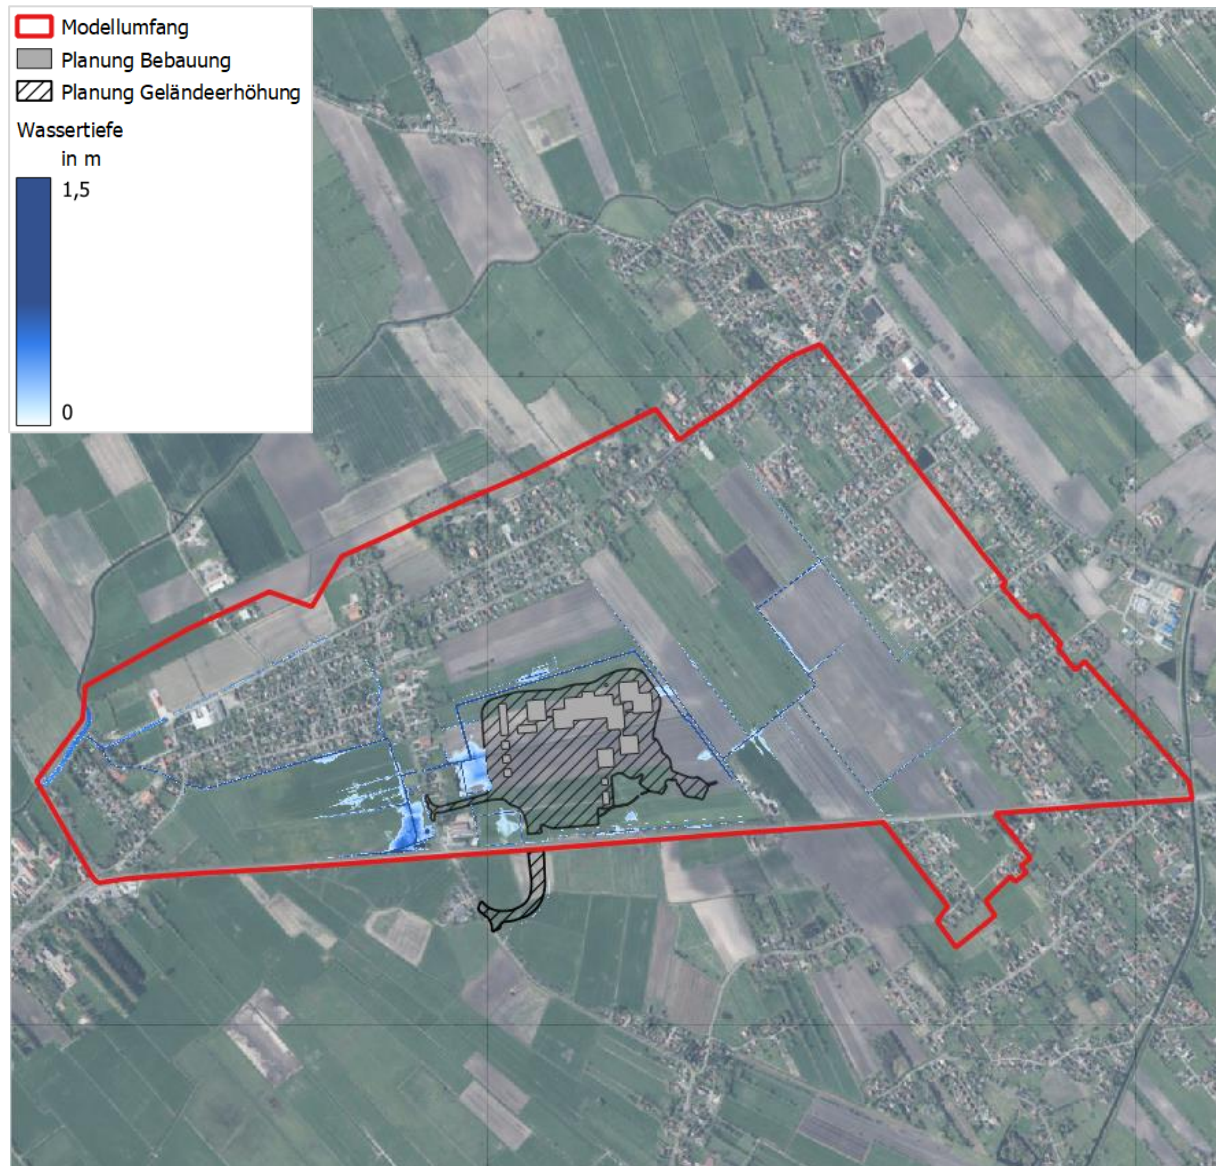 Modellumfang
Planung Bebauung
Planung Geländeerhöhung
Wassertiefe
in m
1,5
0